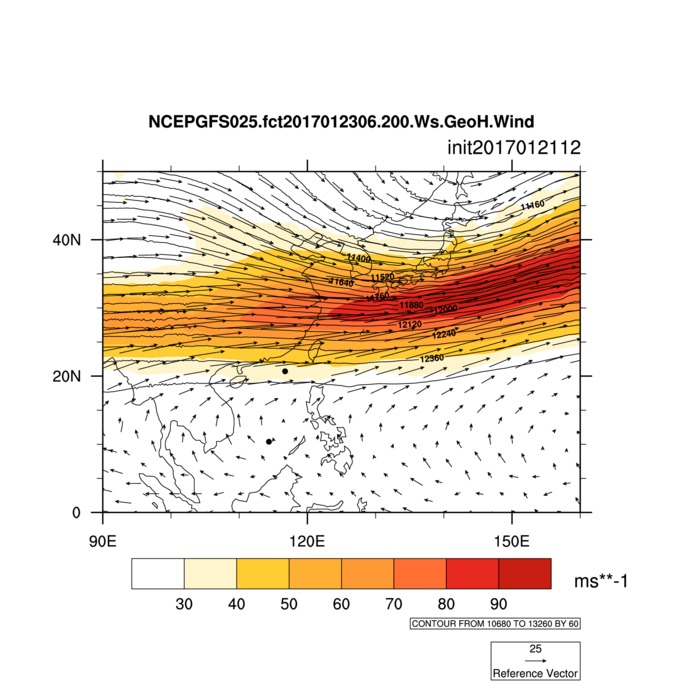 NCEPGFS025.fct2017012306.200.Ws.GeoH.Wind
init2017012112
11160
40N
11400
11520
11640
11760
11880
12000
12120
12240
12360
20N
0
90E 120E 150E
ms**-1
30 40 50 60 70 80 90
CONTOUR FROM 10680 TO 13260 BY 60
25
Reference Vector